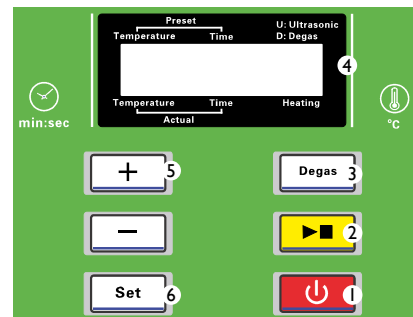 Preset
Temperature Time
U: Ultrasonic
D: Degas
4
min:sec
°C
Temperature Time Heating
Actual
+ 5
Degas 3
−
2
Set 6
1